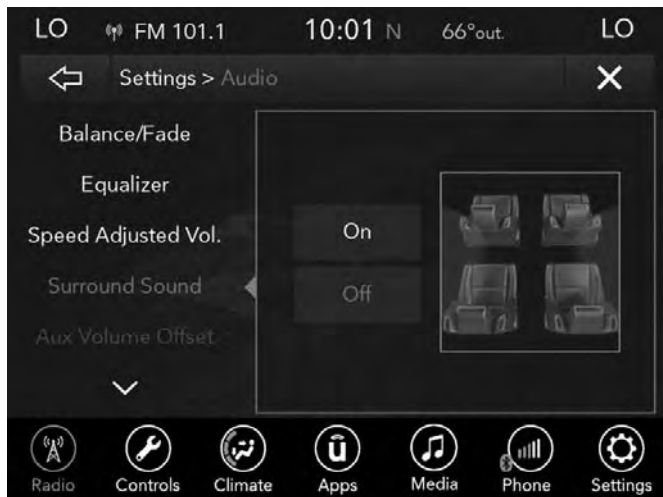 LO FM 101.1 10:01 N 66°out. LO
Settings > Audio
Balance/Fade
Equalizer
Speed Adjusted Vol.
Surround Sound
Aux Volume Offset
On
Off
Radio Controls Climate Apps Media Phone Settings